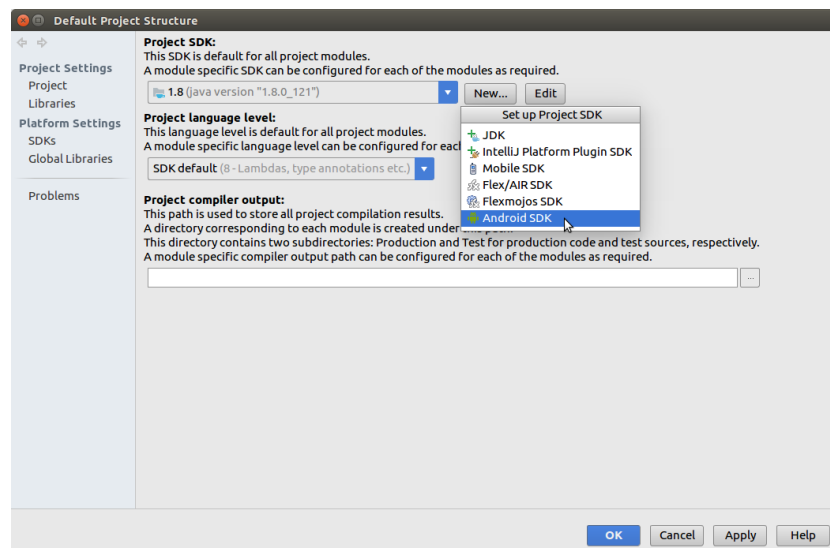 Default Project Structure
Project Settings
Project
Libraries
Platform Settings
SDKs
Global Libraries
Problems
Project SDK:
This SDK is default for all project modules.
A module specific SDK can be configured for each of the modules as required.
1.8 (java version "1.8.0_121")
New...
Edit
Set up Project SDK
JDK
IntelliJ Platform Plugin SDK
Mobile SDK
Flex/AIR SDK
Flexmojos SDK
Android SDK
Project language level:
This language level is default for all project modules.
A module specific language level can be configured for each
SDK default (8 - Lambdas, type annotations etc.)
Project compiler output:
This path is used to store all project compilation results.
A directory corresponding to each module is created under this path.
This directory contains two subdirectories: Production and Test for production code and test sources, respectively.
A module specific compiler output path can be configured for each of the modules as required.
...
OK
Cancel
Apply
Help